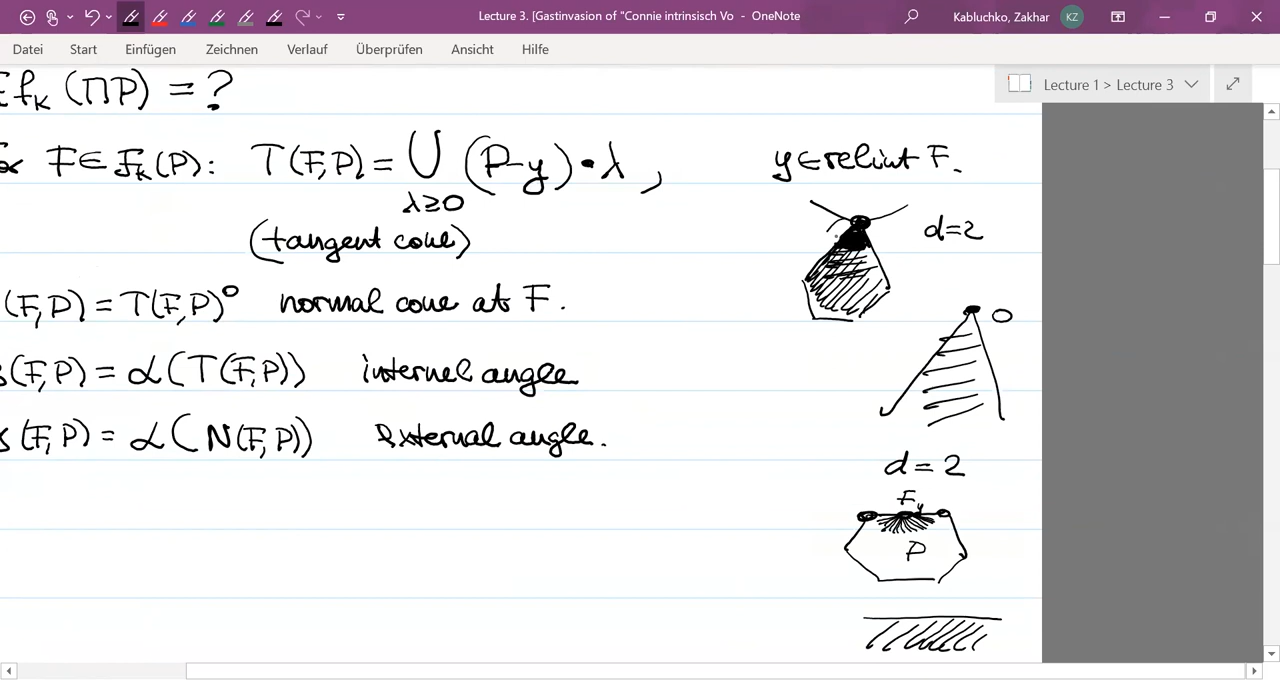 Lecture 3. [Gastinvasion of "Connie intrinsisch Vo - OneNote
Kabluchko, Zakhar KZ
Datei Start Einfügen Zeichnen Verlauf Überprüfen Ansicht Hilfe
Lecture 1 > Lecture 3
E f_k (ΠP) = ?
F ∈ F_k(P): T(F,P) = ⋃_{λ≥0} (P-y)·λ, y ∈ relint F.
(tangent cone)
d=2
(F,P) = T(F,P)° normal cone at F.
0
(F,P) = α(T(F,P)) internal angle
(F,P) = α(N(F,P)) external angle.
d = 2
F y
P